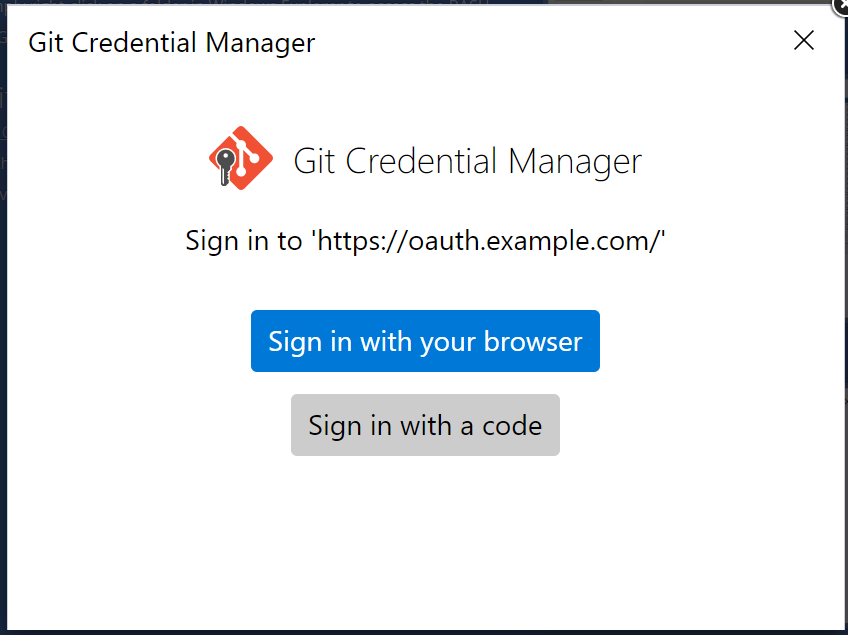 Git Credential Manager
Git Credential Manager
Sign in to 'https://oauth.example.com/'
Sign in with your browser
Sign in with a code